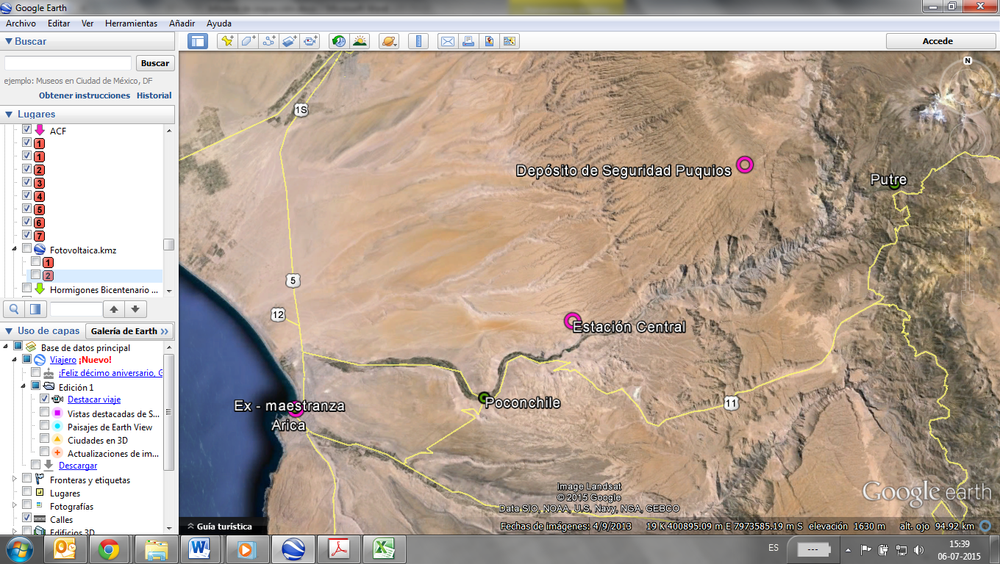 Google Earth
Archivo Editar Ver Herramientas Añadir Ayuda
Buscar
Buscar
ejemplo: Museos en Ciudad de México, DF
Obtener instrucciones Historial
Lugares
ACF
1
1
2
3
4
5
6
7
Fotovoltaica.kmz
1
2
Hormigones Bicentenario ...
Uso de capas
Galería de Earth >>
Base de datos principal
Viajero ¡Nuevo!
¡Feliz décimo aniversario, G
Edición 1
Destacar viaje
Vistas destacadas de S...
Paisajes de Earth View
Ciudades en 3D
Actualizaciones de im...
Descargar
Fronteras y etiquetas
Lugares
Fotografías
Calles
Edificios 3D
Accede
N
1S
Depósito de Seguridad Puquios
Putre
5
12
Estación Central
Poconchile
11
Ex - maestranza
Arica
Image Landsat
© 2015 Google
Data SIO, NOAA, U.S. Navy, NGA, GEBCO
Google earth
Guía turística
Fechas de imágenes: 4/9/2013 19 K 400895.09 m E 7973585.19 m S elevación 1630 m alt. ojo 94.92 km
ES
---
15:39
06-07-2015